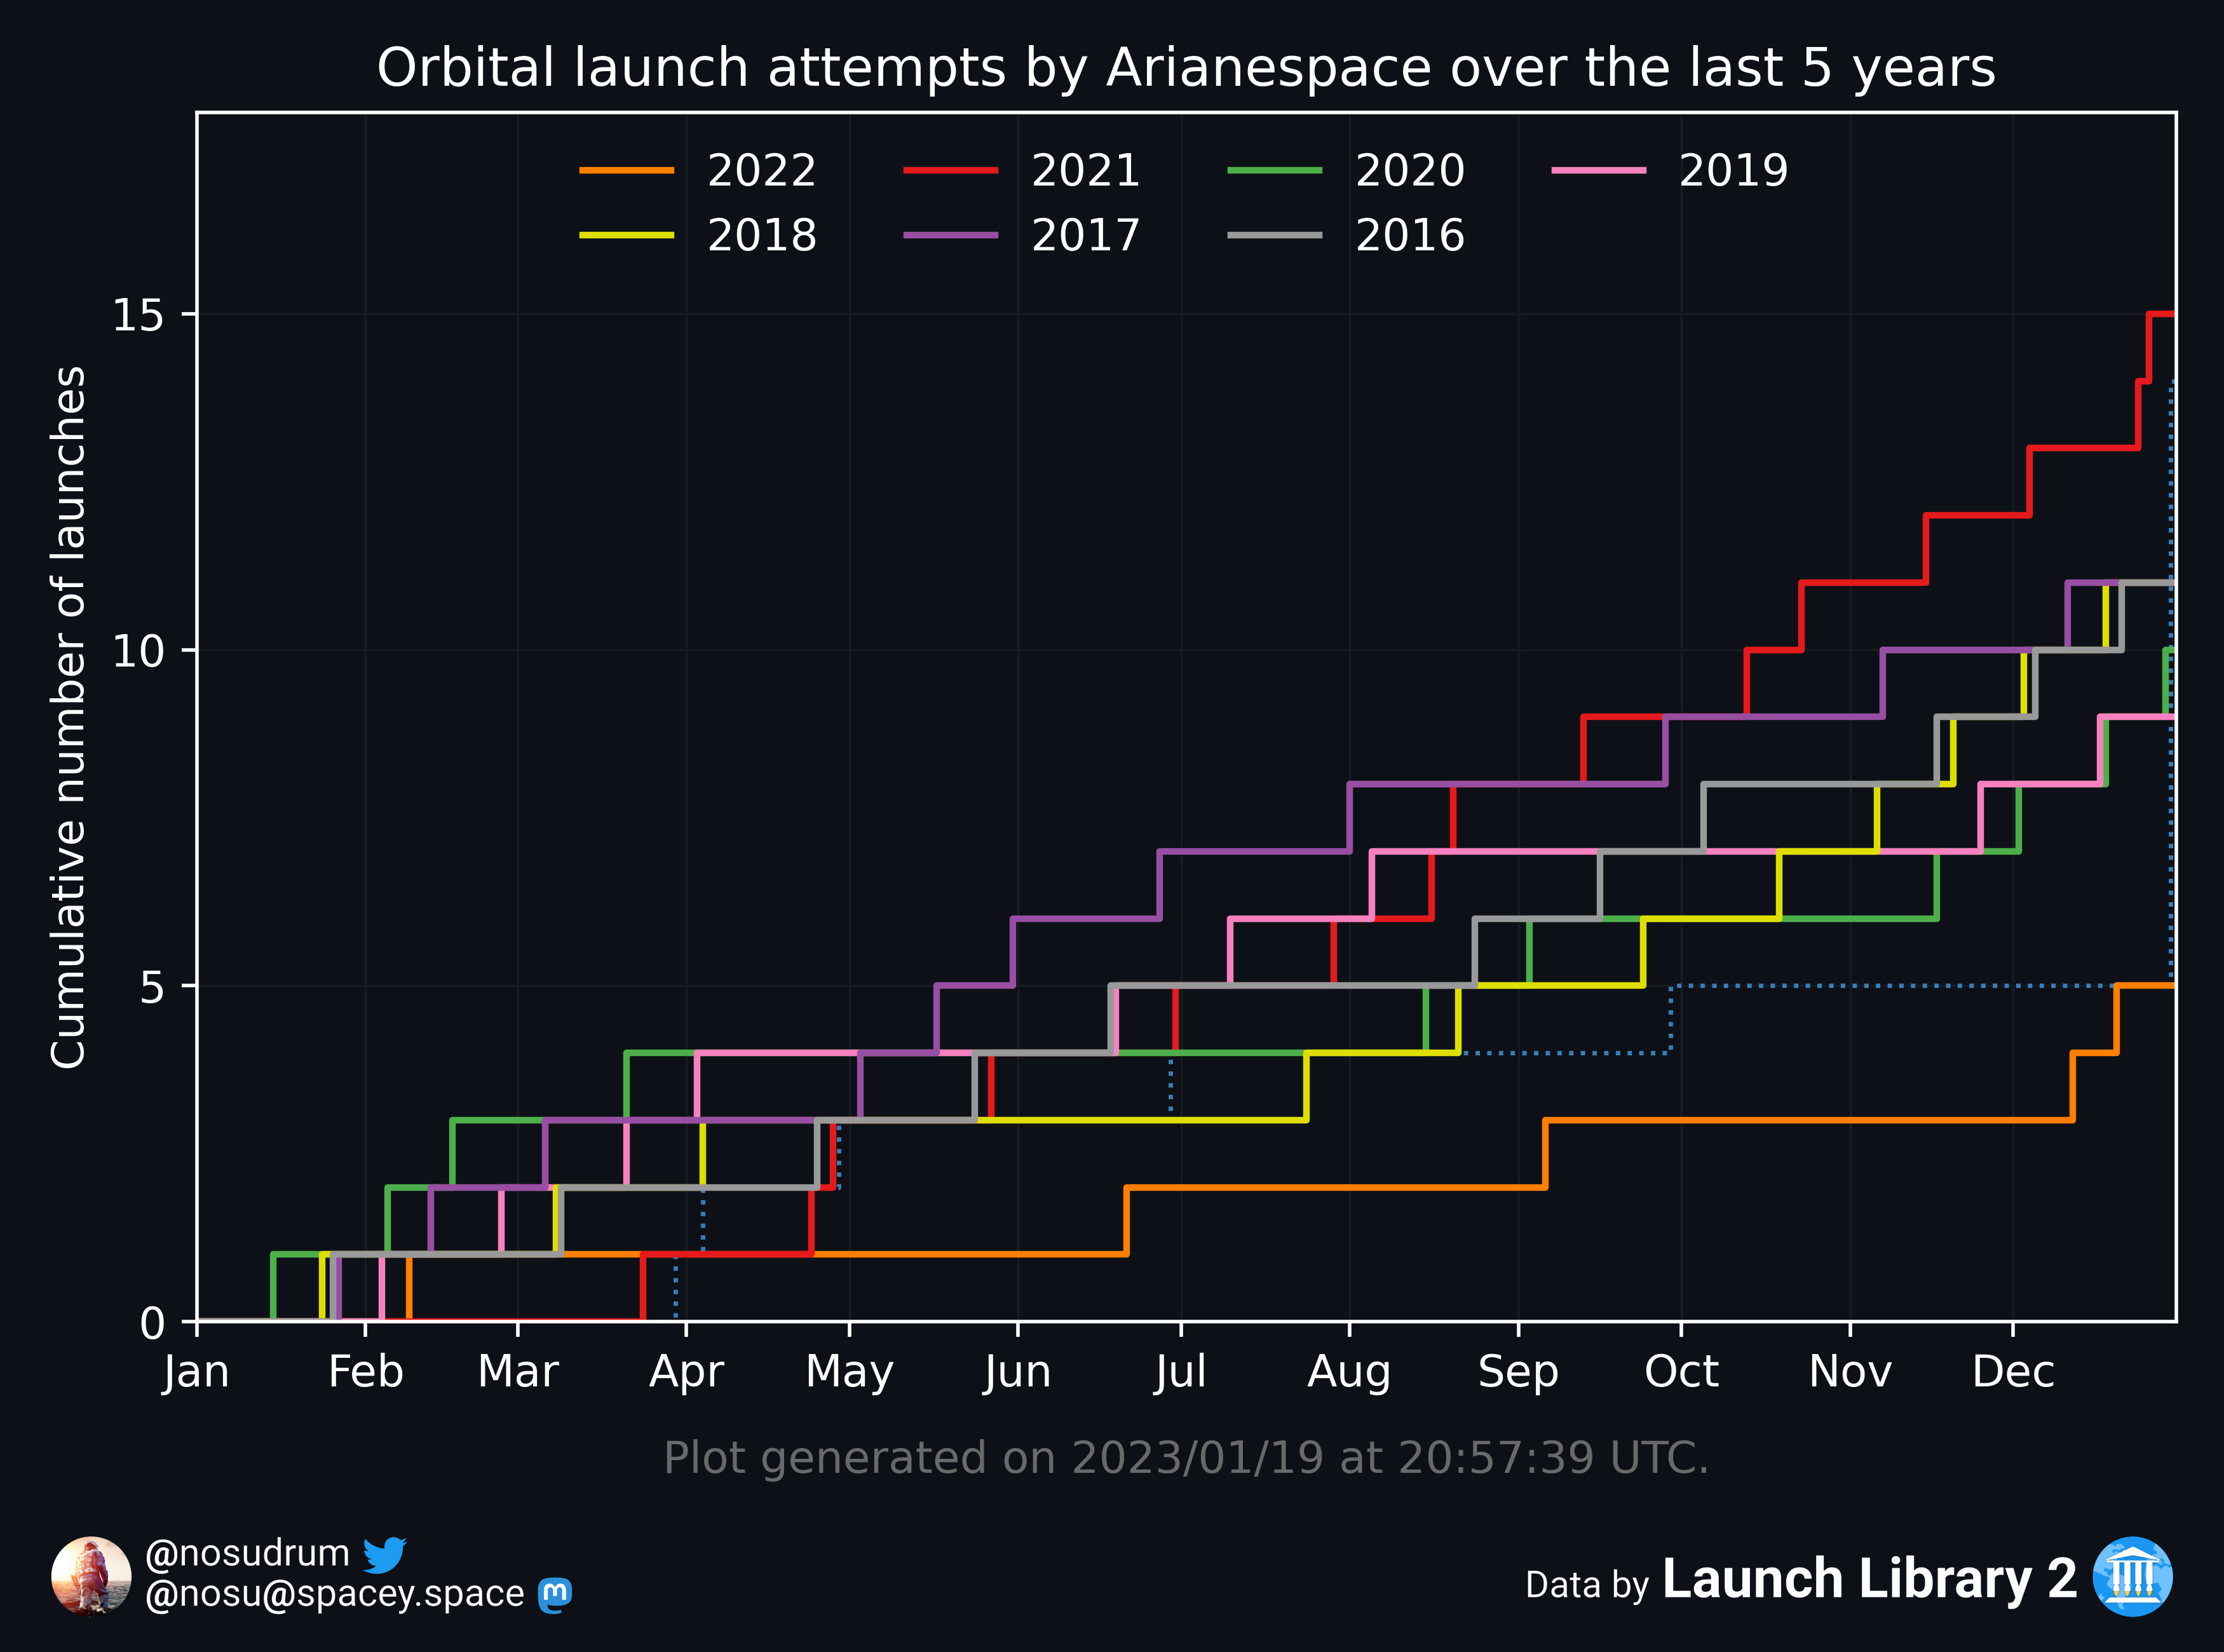 Orbital launch attempts by Arianespace over the last 5 years
2022 2021 2020 2019
2018 2017 2016
Cumulative number of launches
15
10
5
0
Jan Feb Mar Apr May Jun Jul Aug Sep Oct Nov Dec
Plot generated on 2023/01/19 at 20:57:39 UTC.
@nosudrum
@nosu@spacey.space
Data by Launch Library 2